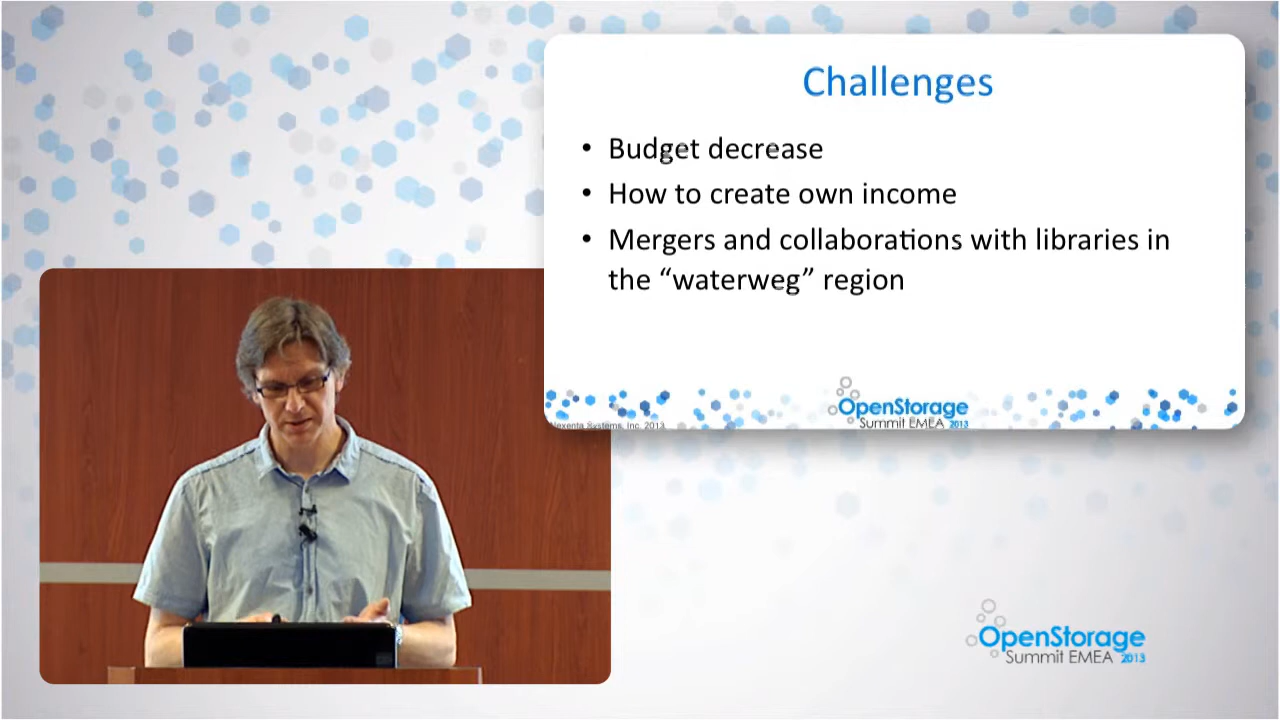 Challenges
• Budget decrease
• How to create own income
• Mergers and collaborations with libraries in
the “waterweg” region
OpenStorage
Summit EMEA 2013
Nexenta Systems, Inc. 2013
OpenStorage
Summit EMEA 2013